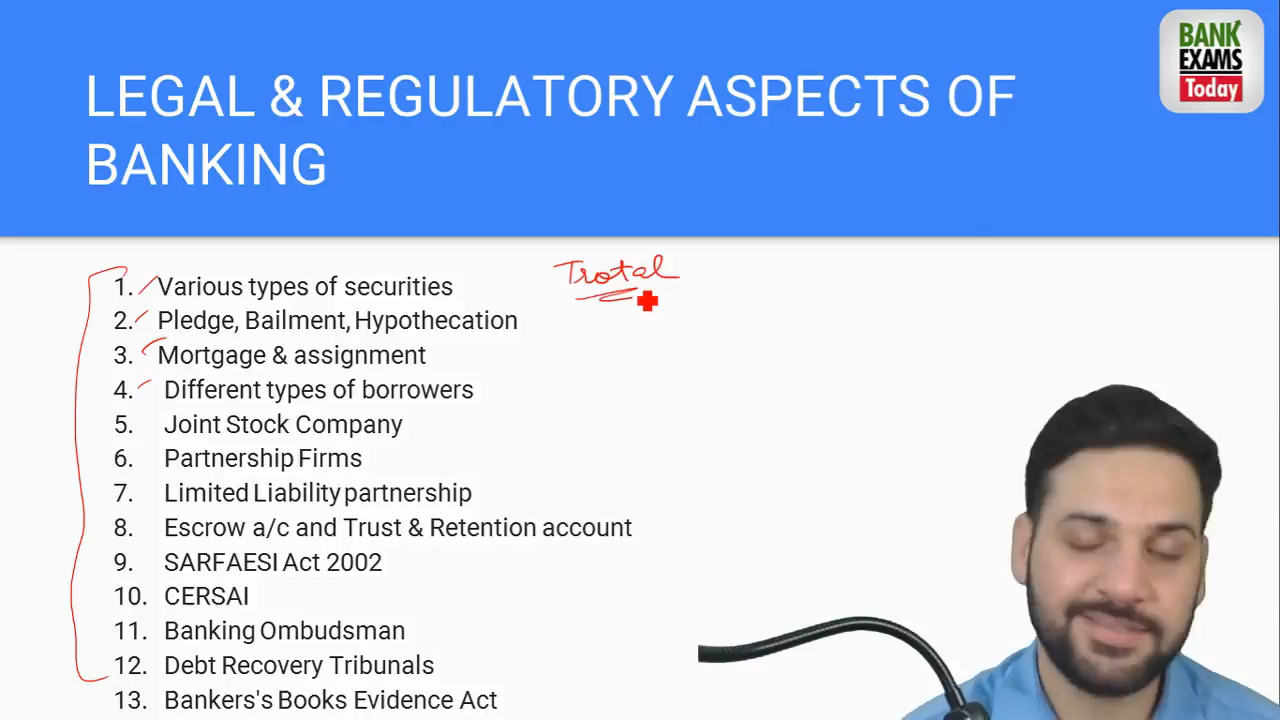 BANK
EXAMS
Today
LEGAL & REGULATORY ASPECTS OF
BANKING
Trotal
1. Various types of securities
2. Pledge, Bailment, Hypothecation
3. Mortgage & assignment
4. Different types of borrowers
5. Joint Stock Company
6. Partnership Firms
7. Limited Liability partnership
8. Escrow a/c and Trust & Retention account
9. SARFAESI Act 2002
10. CERSAI
11. Banking Ombudsman
12. Debt Recovery Tribunals
13. Bankers's Books Evidence Act